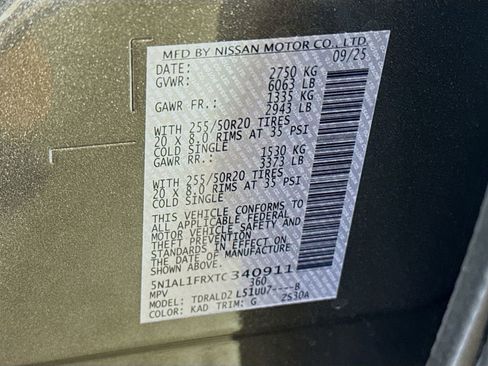 MFD BY NISSAN MOTOR CO., LTD
DATE: 09/25
GVWR: 2750 KG
6063 LB
GAWR FR.: 1335 KG
2943 LB
WITH 255/50R20 TIRES
20 X 8.0 RIMS AT 35 PSI
COLD SINGLE
GAWR RR.: 1530 KG
3373 LB
WITH 255/50R20 TIRES
20 X 8.0 RIMS AT 35 PSI
COLD SINGLE
THIS VEHICLE CONFORMS TO
ALL APPLICABLE FEDERAL
MOTOR VEHICLE SAFETY AND
THEFT PREVENTION
STANDARDS IN EFFECT ON
THE DATE OF MANUFACTURE
5N1AL1FRXTC340911
MPV 360
MODEL: TDRALD2 L51UU7----B
COLOR: KAD TRIM: G 2S30A